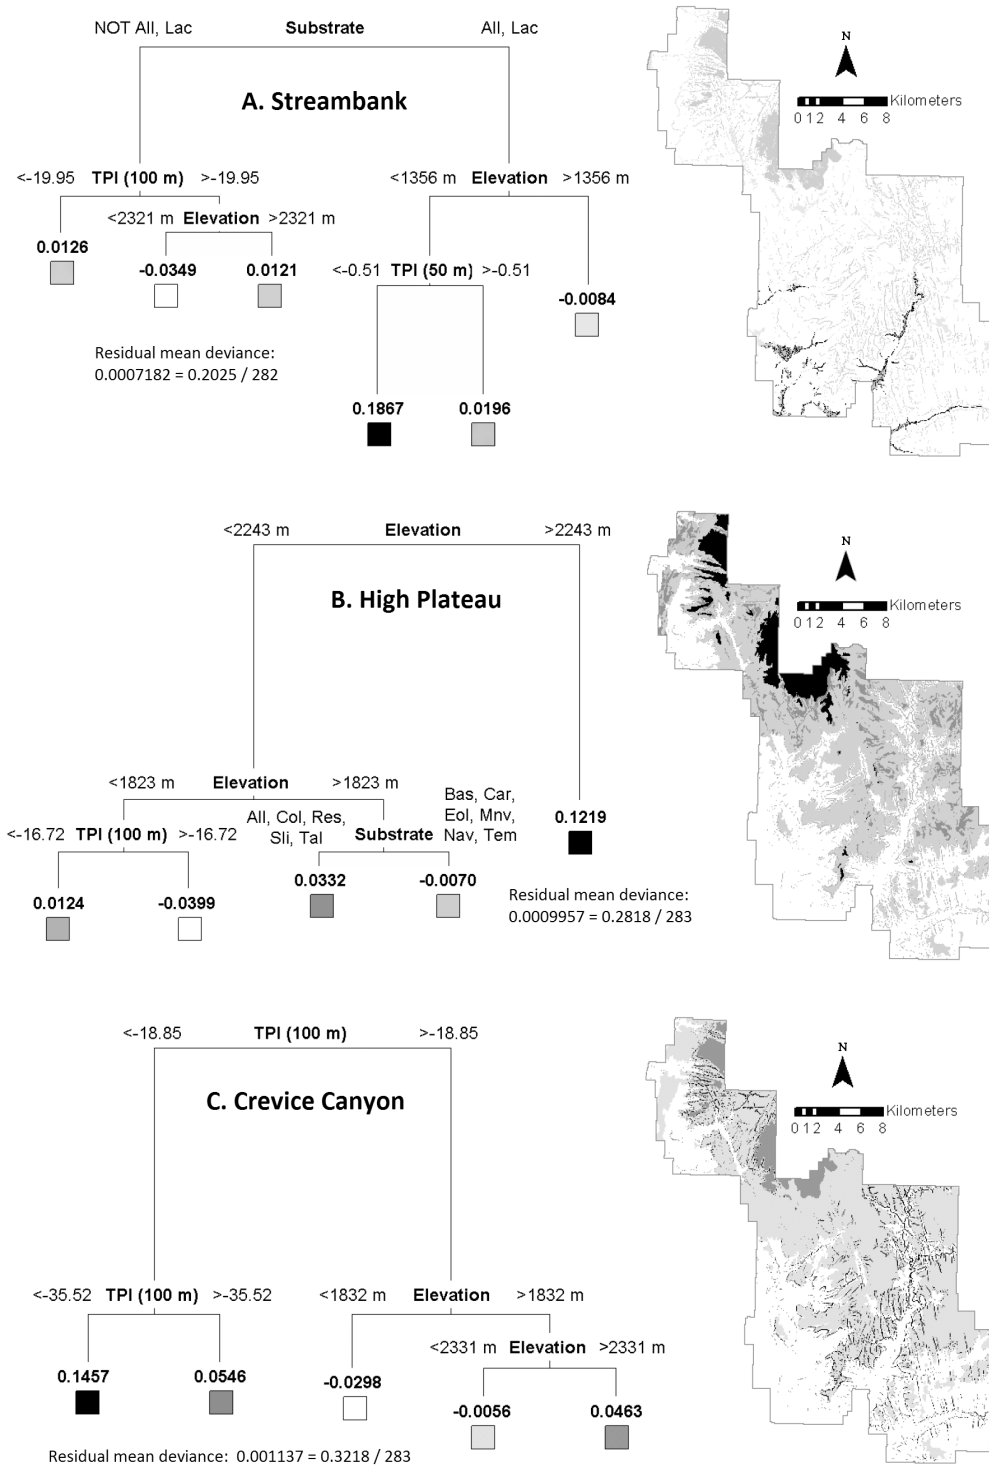 NOT All, Lac Substrate All, Lac
A. Streambank
N
Kilometers
0 1 2 4 6 8
<-19.95 TPI (100 m) >-19.95
<1356 m Elevation >1356 m
<2321 m Elevation >2321 m
0.0126
-0.0349 0.0121
<-0.51 TPI (50 m) >-0.51
-0.0084
Residual mean deviance:
0.0007182 = 0.2025 / 282
0.1867 0.0196
<2243 m Elevation >2243 m
B. High Plateau
N
Kilometers
0 1 2 4 6 8
<1823 m Elevation >1823 m
<-16.72 TPI (100 m) >-16.72
All, Col, Res,
Sli, Tal
Substrate
Bas, Car,
Eol, Mnv,
Nav, Tem
0.1219
0.0124 -0.0399
0.0332 -0.0070
Residual mean deviance:
0.0009957 = 0.2818 / 283
<-18.85 TPI (100 m) >-18.85
C. Crevice Canyon
N
Kilometers
0 1 2 4 6 8
<-35.52 TPI (100 m) >-35.52
<1832 m Elevation >1832 m
<2331 m Elevation >2331 m
0.1457 0.0546
-0.0298
-0.0056 0.0463
Residual mean deviance: 0.001137 = 0.3218 / 283